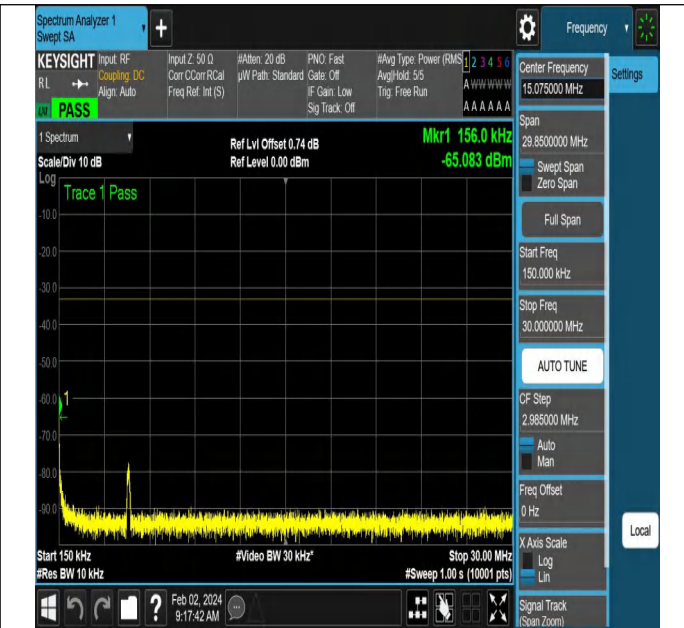 Spectrum Analyzer 1
Swept SA
+
Frequency
KEYSIGHT
RL
PASS
Input: RF
Coupling: DC
Align: Auto
Input Z: 50 Ω
Corr CCorr RCal
Freq Ref: Int (S)
#Atten: 20 dB
µW Path: Standard
PNO: Fast
Gate: Off
IF Gain: Low
Sig Track: Off
#Avg Type: Power (RMS
Avg|Hold: 5/5
Trig: Free Run
1 2 3 4 5 6
A W W W W W
A A A A A A
1 Spectrum
Scale/Div 10 dB
Ref Lvl Offset 0.74 dB
Ref Level 0.00 dBm
Mkr1 156.0 kHz
-65.083 dBm
Log
Trace 1 Pass
-10.0
-20.0
-30.0
-40.0
-50.0
-60.0
1
-70.0
-80.0
-90.0
Start 150 kHz
#Res BW 10 kHz
#Video BW 30 kHz*
Stop 30.00 MHz
#Sweep 1.00 s (10001 pts)
?
Feb 02, 2024
9:17:42 AM
Center Frequency
15.075000 MHz
Settings
Span
29.8500000 MHz
Swept Span
Zero Span
Full Span
Start Freq
150.000 kHz
Stop Freq
30.000000 MHz
AUTO TUNE
CF Step
2.985000 MHz
Auto
Man
Freq Offset
0 Hz
X Axis Scale
Log
Lin
Local
Signal Track
(Span Zoom)